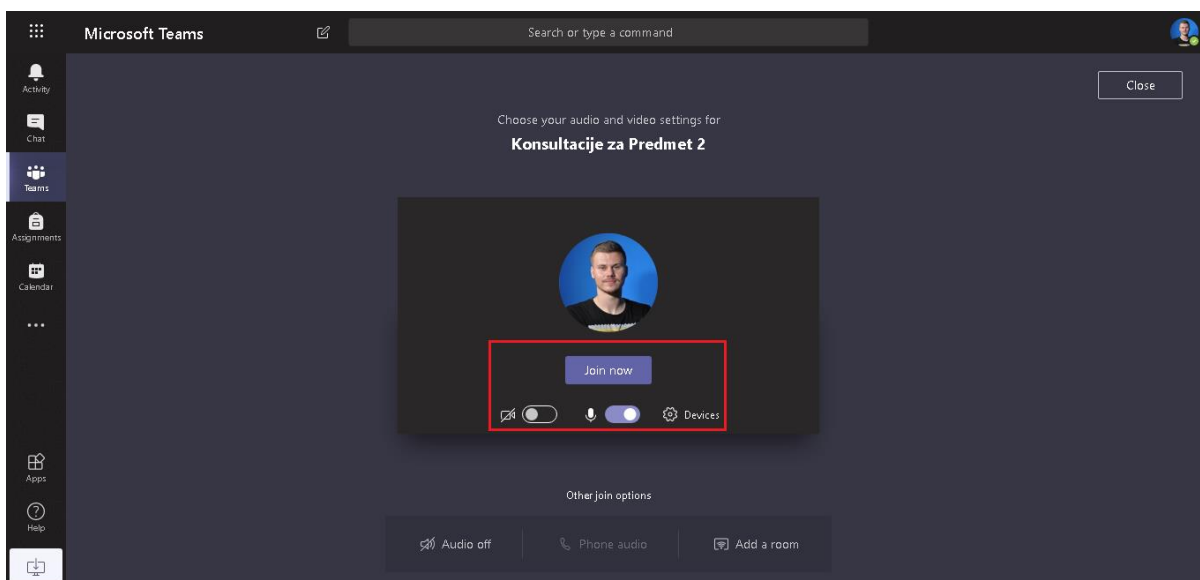 Microsoft Teams
Search or type a command
Activity
Chat
Teams
Assignments
Calendar
Apps
Help
Close
Choose your audio and video settings for
Konsultacije za Predmet 2
Join now
Devices
Other join options
Audio off
Phone audio
Add a room